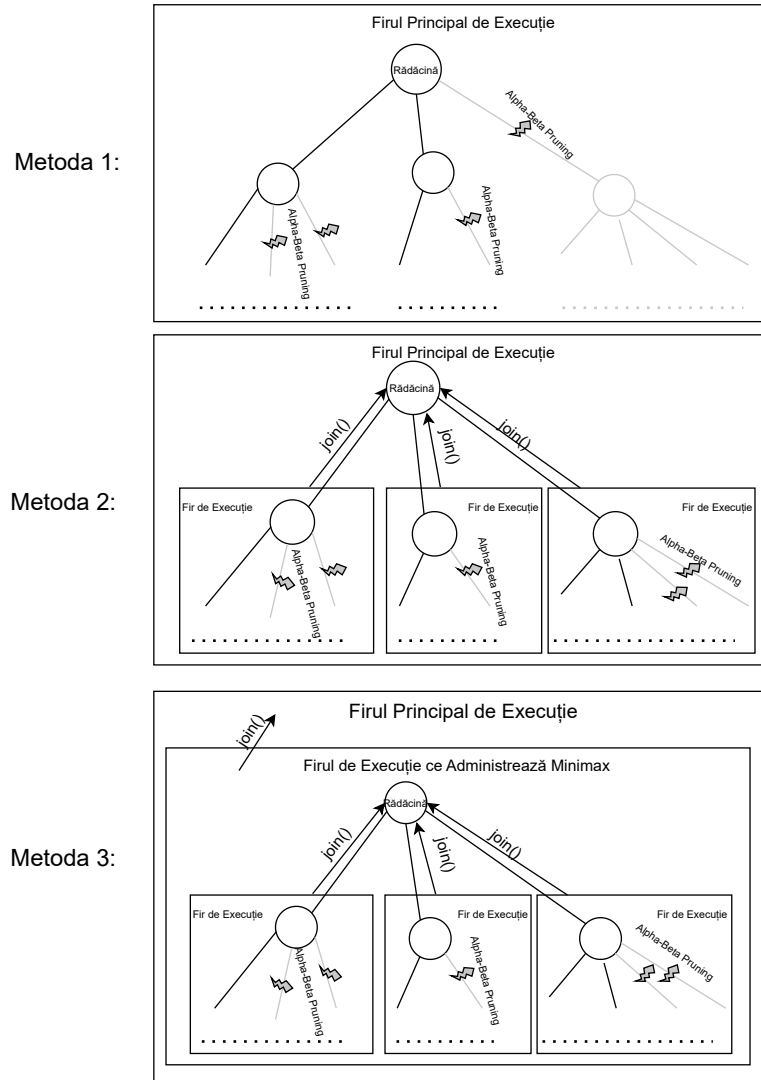 Metoda 1:
Firul Principal de Execuție
Rădăcină
Alpha-Beta Pruning
Alpha-Beta Pruning
Alpha-Beta Pruning
Metoda 2:
Firul Principal de Execuție
Rădăcină
join()
join()
join()
Fir de Execuție
Fir de Execuție
Fir de Execuție
Alpha-Beta Pruning
Alpha-Beta Pruning
Alpha-Beta Pruning
Metoda 3:
Firul Principal de Execuție
join()
Firul de Execuție ce Administrează Minimax
Rădăcină
join()
join()
join()
Fir de Execuție
Fir de Execuție
Fir de Execuție
Alpha-Beta Pruning
Alpha-Beta Pruning
Alpha-Beta Pruning